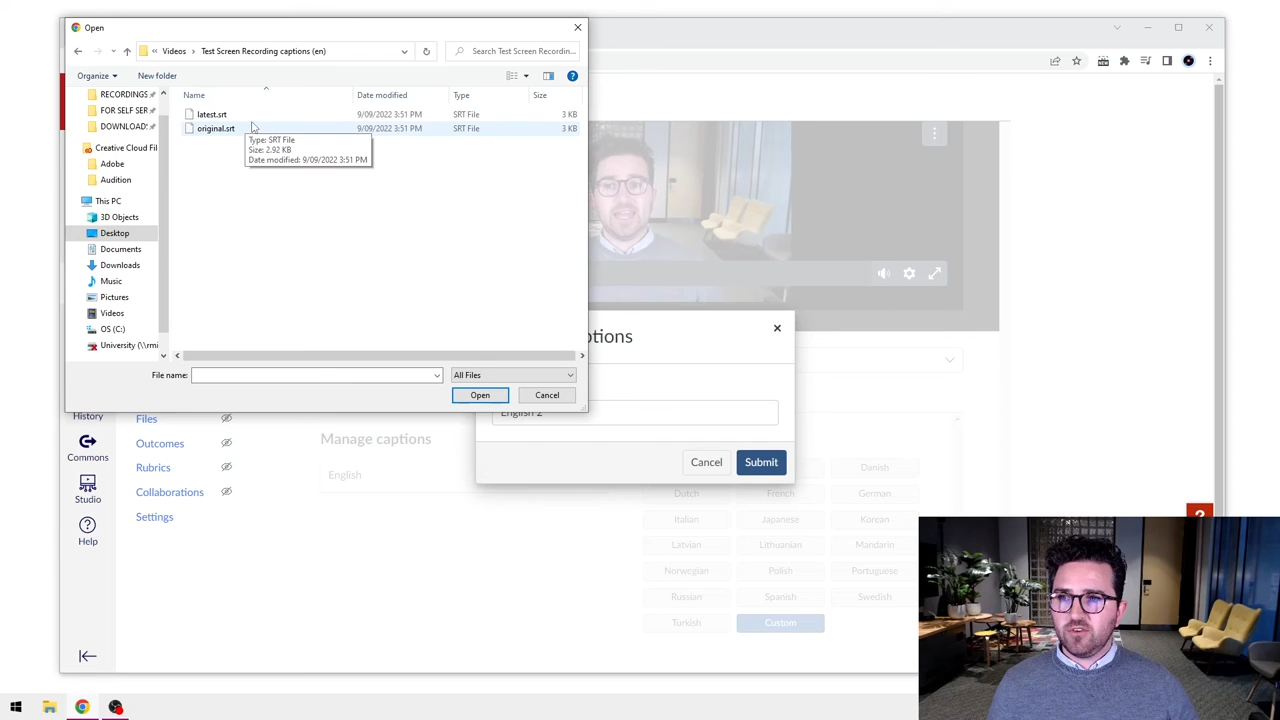 Open
Videos > Test Screen Recording captions (en)
Search Test Screen Recordin...
Organize
New folder
RECORDINGS
FOR SELF SER
DOWNLOAD:
Creative Cloud Fil
Adobe
Audition
This PC
3D Objects
Desktop
Documents
Downloads
Music
Pictures
Videos
OS (C:)
University (\\rmi
Name
Date modified
Type
Size
latest.srt
9/09/2022 3:51 PM
SRT File
3 KB
original.srt
9/09/2022 3:51 PM
SRT File
3 KB
Type: SRT File
Size: 2.92 KB
Date modified: 9/09/2022 3:51 PM
File name:
All Files
Open
Cancel
ptions
English 2
Cancel
Submit
History
Commons
Studio
Help
Files
Outcomes
Rubrics
Collaborations
Settings
Manage captions
English
Danish
Dutch
French
German
Italian
Japanese
Korean
Latvian
Lithuanian
Mandarin
Norwegian
Polish
Portuguese
Russian
Spanish
Swedish
Turkish
Custom
?